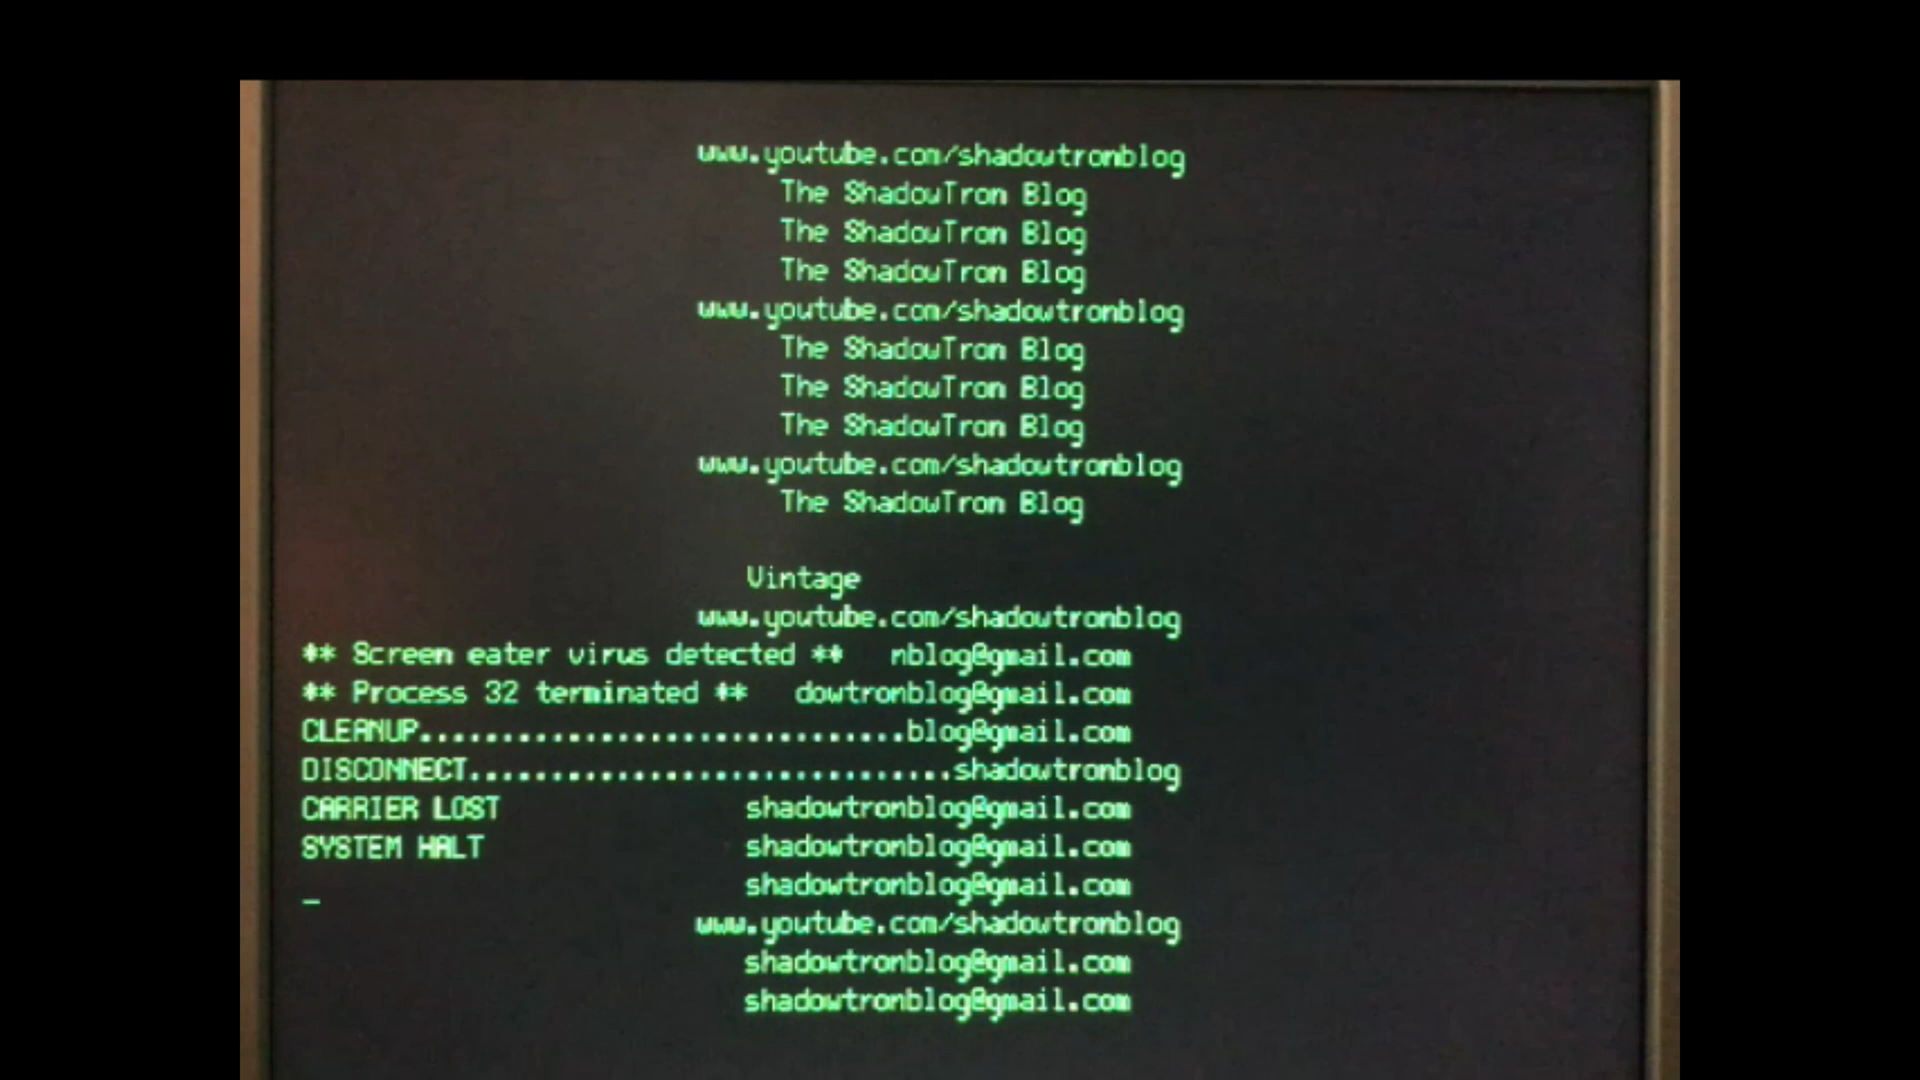 www.youtube.com/shadowtronblog
The ShadowTron Blog
The ShadowTron Blog
The ShadowTron Blog
www.youtube.com/shadowtronblog
The ShadowTron Blog
The ShadowTron Blog
The ShadowTron Blog
www.youtube.com/shadowtronblog
The ShadowTron Blog
Vintage
www.youtube.com/shadowtronblog
** Screen eater virus detected ** nblog@gmail.com
** Process 32 terminated ** dowtronblog@gmail.com
CLEANUP..............................blog@gmail.com
DISCONNECT..............................shadowtronblog
CARRIER LOST shadowtronblog@gmail.com
SYSTEM HALT shadowtronblog@gmail.com
shadowtronblog@gmail.com
_
www.youtube.com/shadowtronblog
shadowtronblog@gmail.com
shadowtronblog@gmail.com